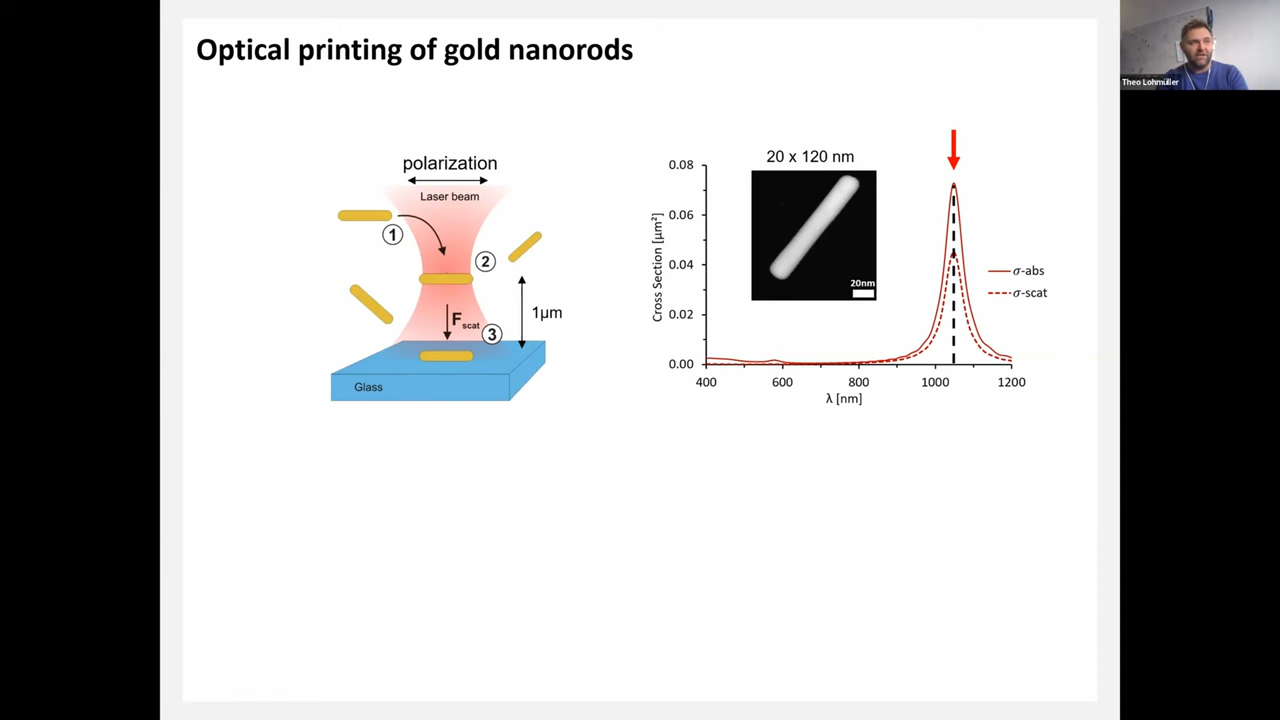 Optical printing of gold nanorods
Theo Lohmüller
polarization
Laser beam
1
2
F scat
3
1μm
Glass
20 x 120 nm
20nm
0.08
0.06
0.04
0.02
0.00
Cross Section [μm²]
400
600
800
1000
1200
λ [nm]
σ-abs
σ-scat